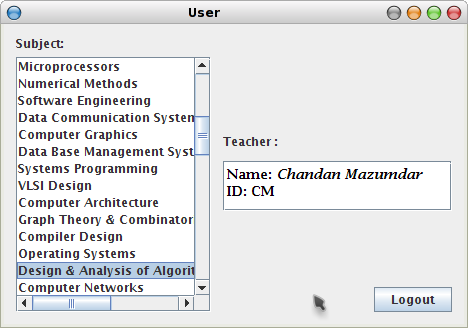 User
Subject:
Microprocessors
Numerical Methods
Software Engineering
Data Communication System
Computer Graphics
Data Base Management Syst
Systems Programming
VLSI Design
Computer Architecture
Graph Theory & Combinator
Compiler Design
Operating Systems
Design & Analysis of Algorit
Computer Networks
Teacher :
Name: Chandan Mazumdar
ID: CM
Logout